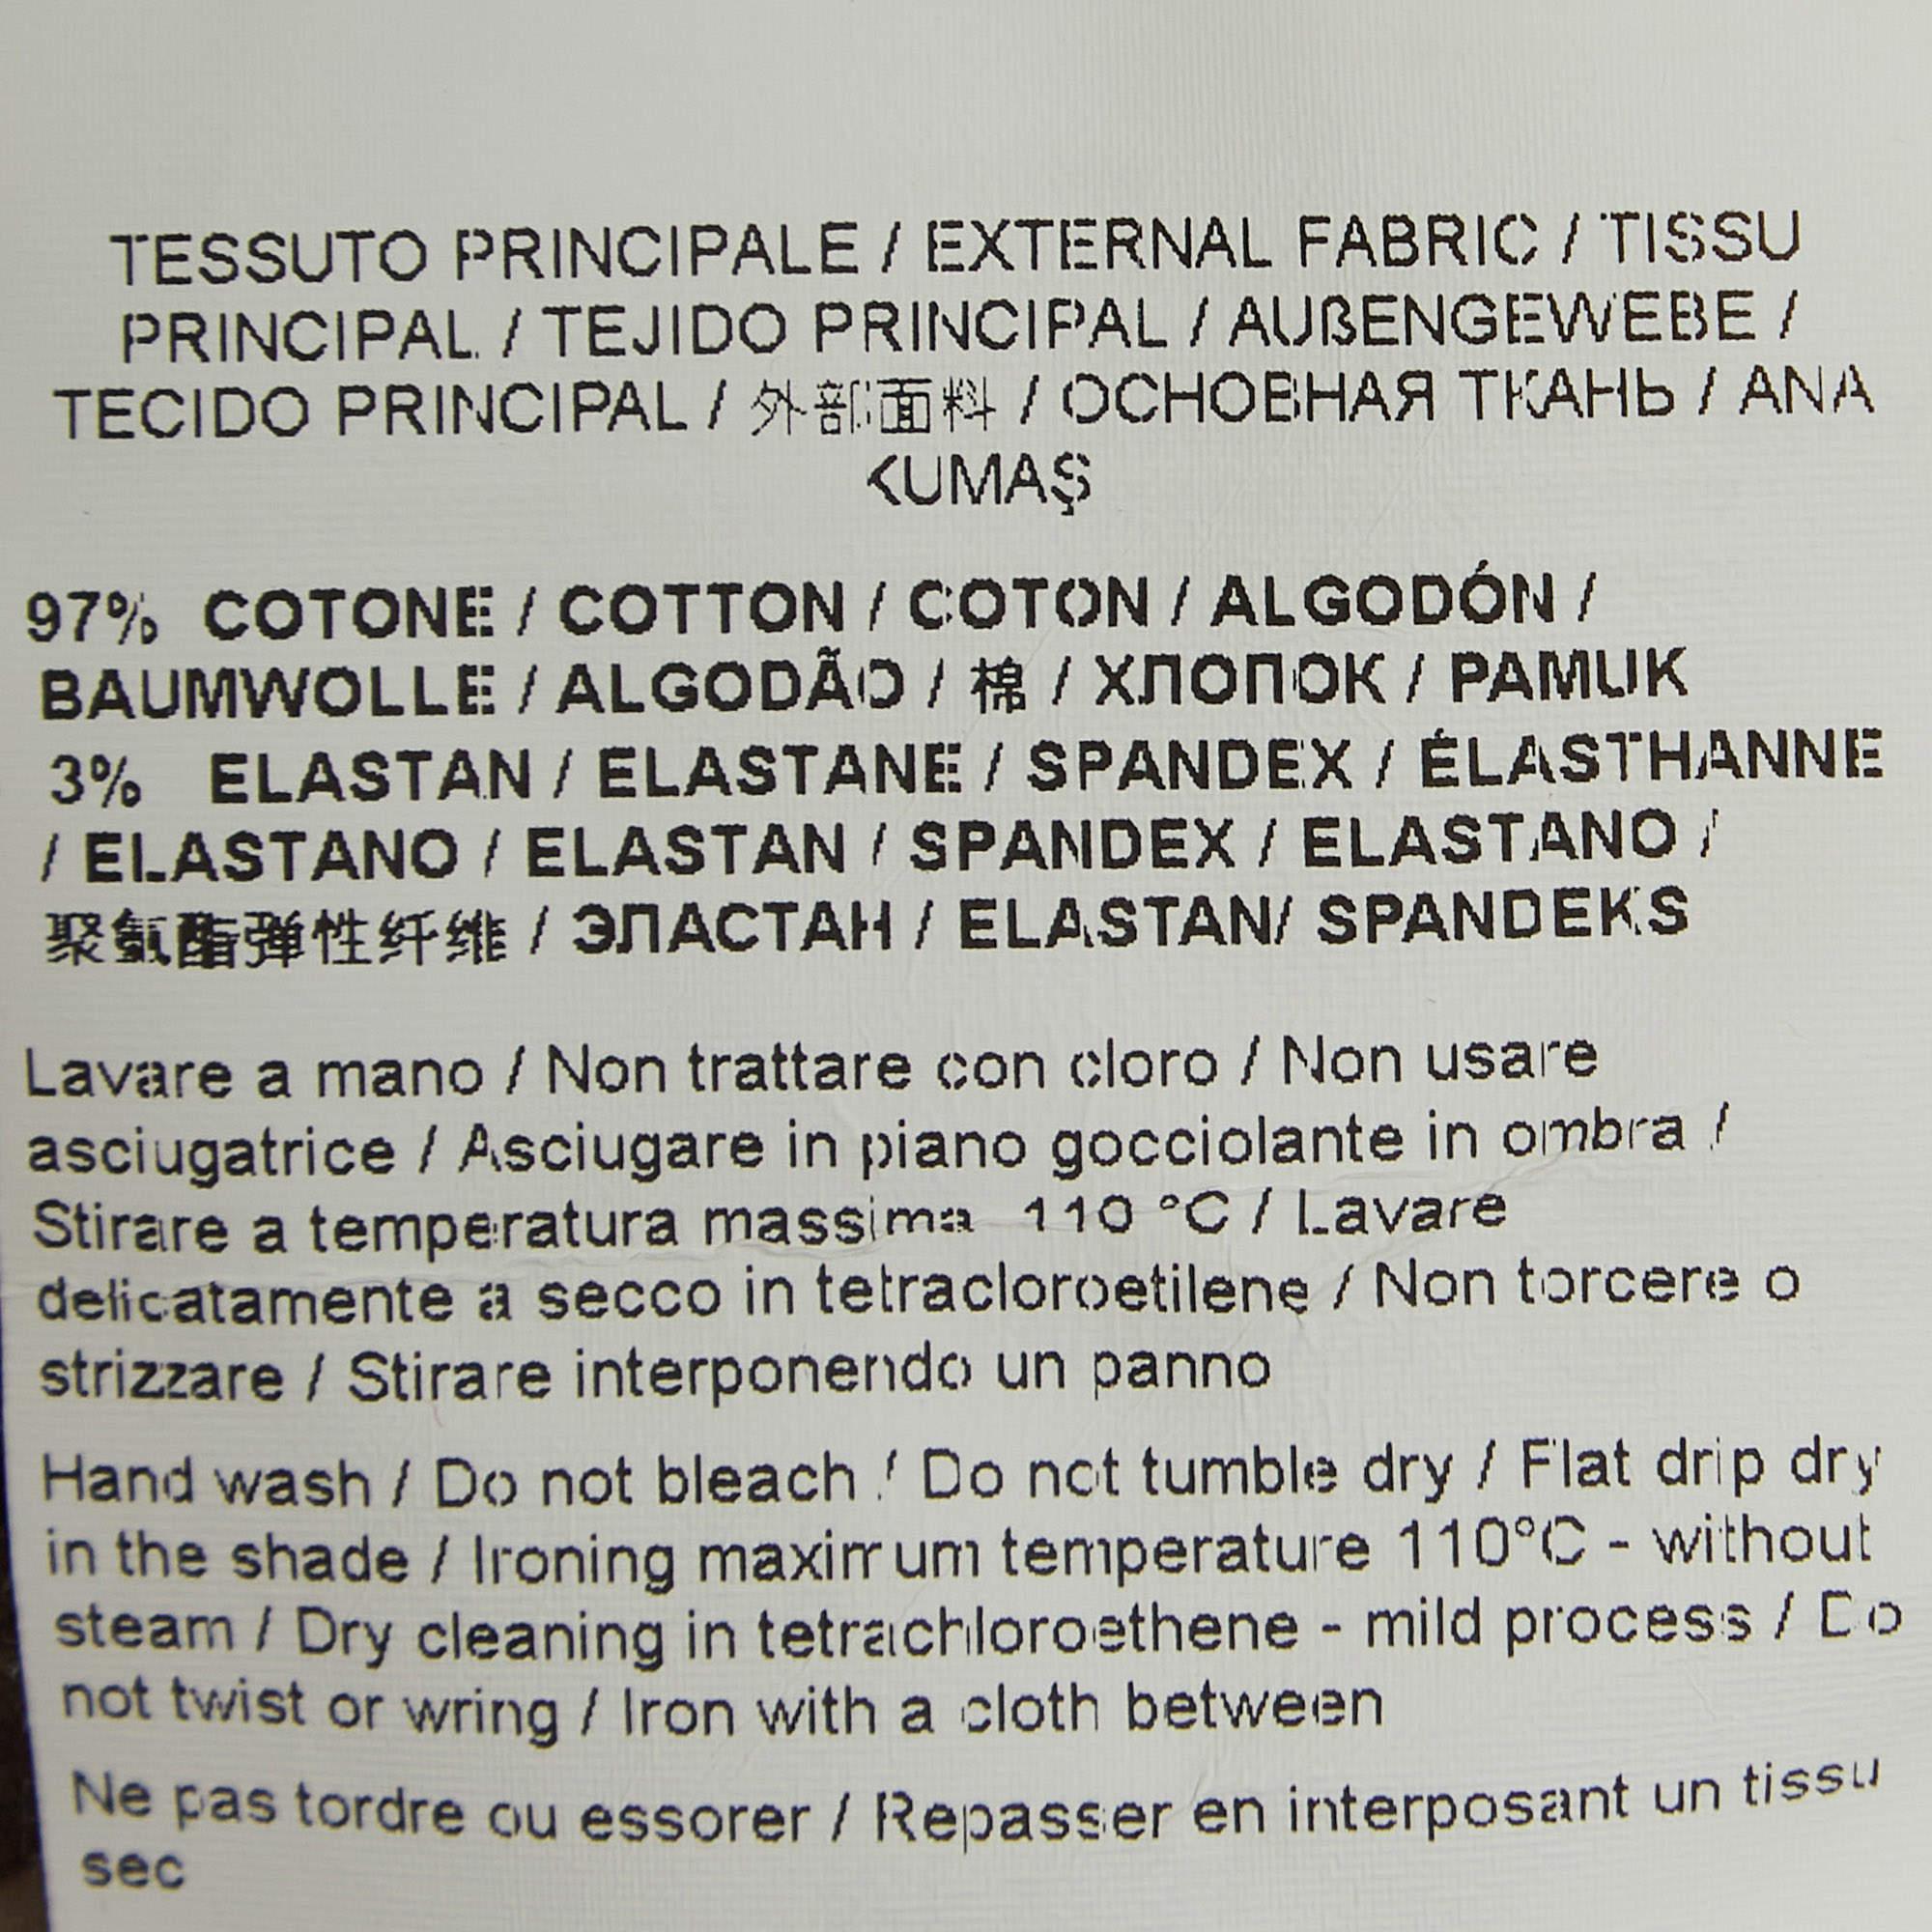 TESSUTO PRINCIPALE / EXTERNAL FABRIC / TISSU
PRINCIPAL / TEJIDO PRINCIPAL / AUßENGEWEBE /
TECIDO PRINCIPAL / 外部面料 / ОСНОВНАЯ ТКАНЬ / ANA
KUMAŞ
97% COTONE / COTTON / COTON / ALGODÓN /
BAUMWOLLE / ALGODÃO / 棉 / ХЛОПОК / PAMUK
3% ELASTAN / ELASTANE / SPANDEX / ÉLASTHANNE
/ ELASTANO / ELASTAN / SPANDEX / ELASTANO /
聚氨酯弹性纤维 / ЭЛАСТАН / ELASTAN/ SPANDEKS
Lavare a mano / Non trattare con cloro / Non usare
asciugatrice / Asciugare in piano gocciolante in ombra /
Stirare a temperatura massima 110 °C / Lavare
delicatamente a secco in tetracloroetilene / Non torcere o
strizzare / Stirare interponendo un panno
Hand wash / Do not bleach / Do not tumble dry / Flat drip dry
in the shade / Ironing maximum temperature 110°C - without
steam / Dry cleaning in tetrachloroethene - mild process / Do
not twist or wring / Iron with a cloth between
Ne pas tordre ou essorer / Repasser en interposant un tissu
sec